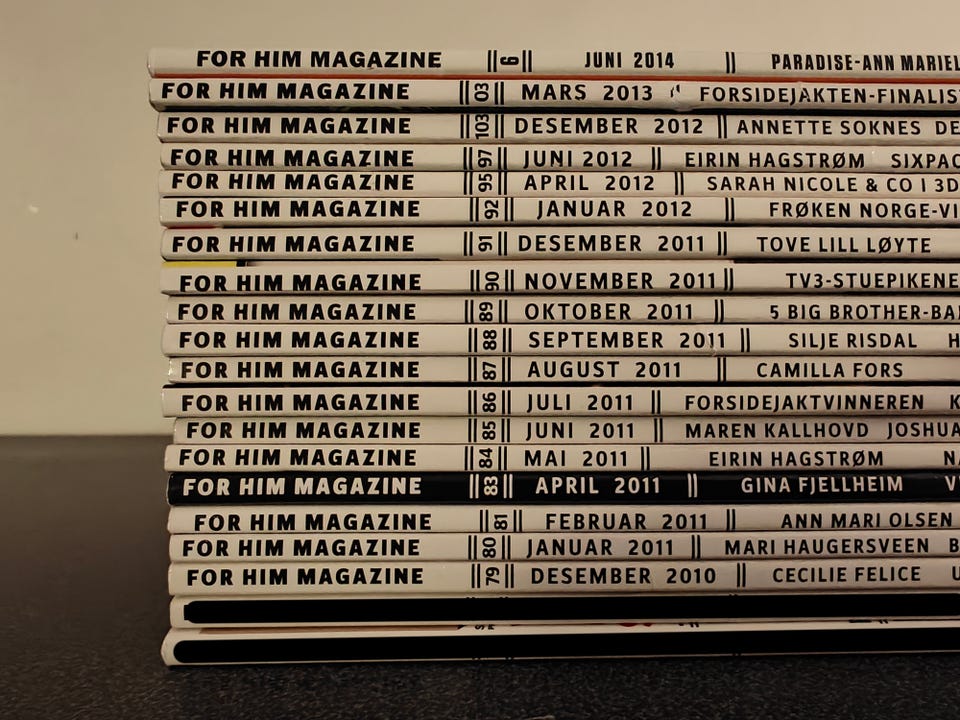 FOR HIM MAGAZINE 6 JUNI 2014 PARADISE-ANN MARIEL
FOR HIM MAGAZINE 03 MARS 2013 FORSIDEJAKTEN-FINALIS
FOR HIM MAGAZINE 103 DESEMBER 2012 ANNETTE SOKNES DE
FOR HIM MAGAZINE 97 JUNI 2012 EIRIN HAGSTRØM SIXPAC
FOR HIM MAGAZINE 95 APRIL 2012 SARAH NICOLE & CO I 3D
FOR HIM MAGAZINE 92 JANUAR 2012 FRØKEN NORGE-VI
FOR HIM MAGAZINE 91 DESEMBER 2011 TOVE LILL LØYTE
FOR HIM MAGAZINE 90 NOVEMBER 2011 TV3-STUEPIKENE
FOR HIM MAGAZINE 89 OKTOBER 2011 5 BIG BROTHER-BA
FOR HIM MAGAZINE 88 SEPTEMBER 2011 SILJE RISDAL H
FOR HIM MAGAZINE 87 AUGUST 2011 CAMILLA FORS
FOR HIM MAGAZINE 86 JULI 2011 FORSIDEJAKTVINNEREN K
FOR HIM MAGAZINE 85 JUNI 2011 MAREN KALLHOVD JOSHUA
FOR HIM MAGAZINE 84 MAI 2011 EIRIN HAGSTRØM NA
FOR HIM MAGAZINE 83 APRIL 2011 GINA FJELLHEIM V
FOR HIM MAGAZINE 81 FEBRUAR 2011 ANN MARI OLSEN
FOR HIM MAGAZINE 80 JANUAR 2011 MARI HAUGERSVEEN B
FOR HIM MAGAZINE 79 DESEMBER 2010 CECILIE FELICE U